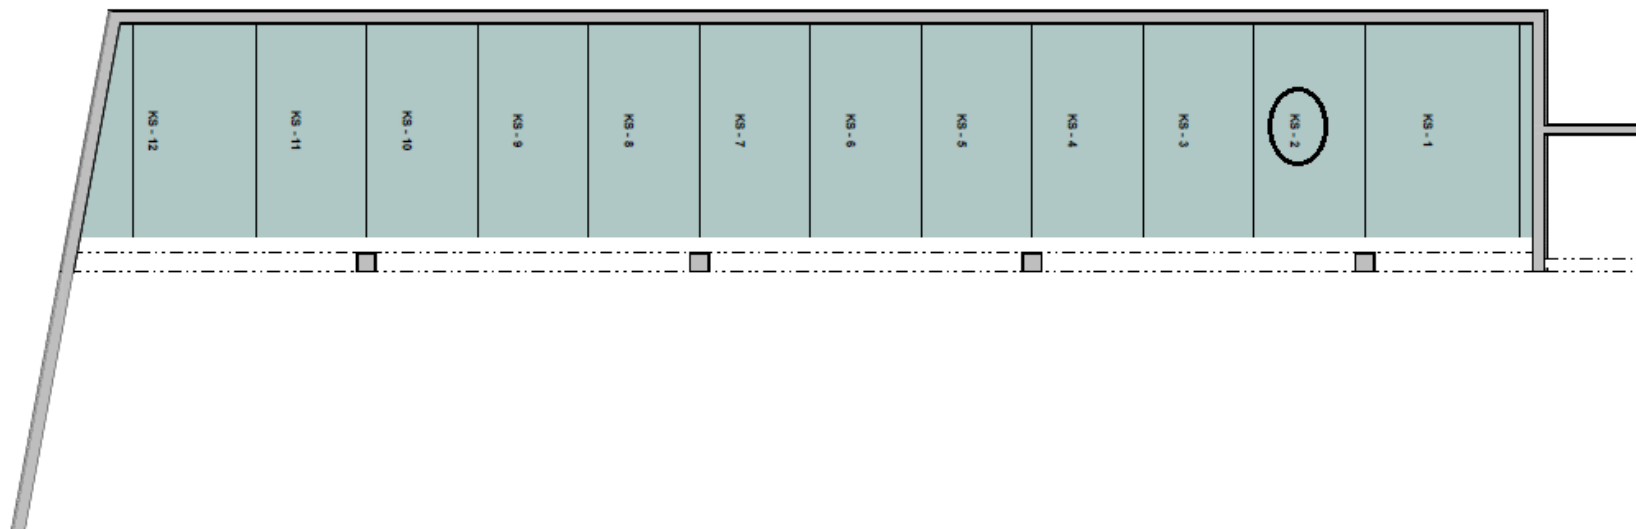 KS - 12
KS - 11
KS - 10
KS - 9
KS - 8
KS - 7
KS - 6
KS - 5
KS - 4
KS - 3
KS - 2
KS - 1